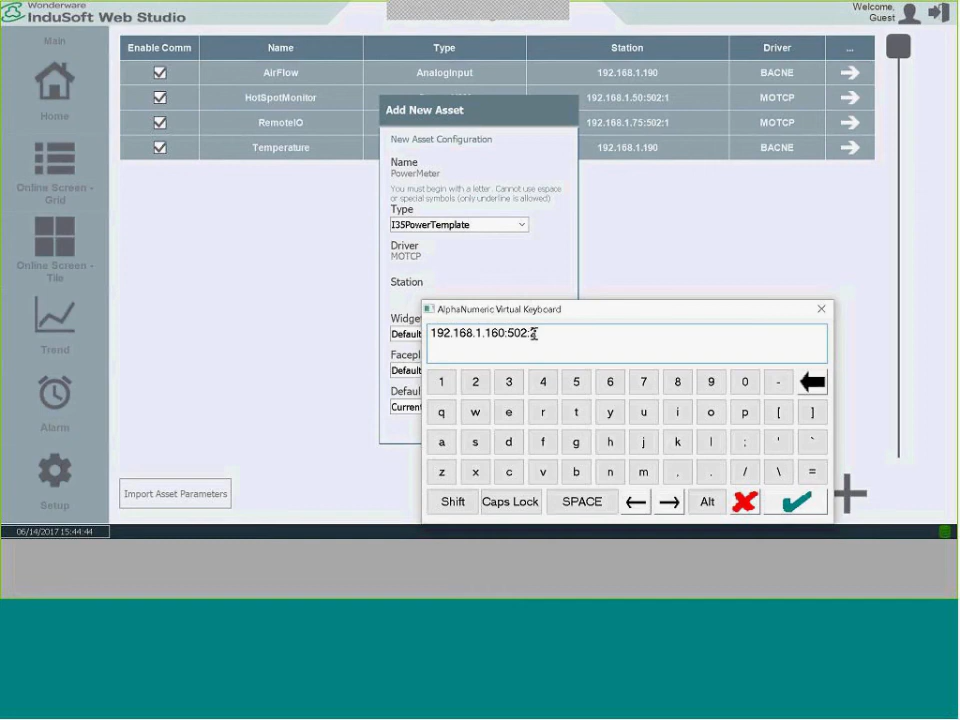 Wonderware
InduSoft Web Studio
Welcome,
Guest
Main
Home
Online Screen -
Grid
Online Screen -
Tile
Trend
Alarm
Setup
Enable Comm Name Type Station Driver ...
AirFlow AnalogInput 192.168.1.190 BACNE
HotSpotMonitor 192.168.1.50:502:1 MOTCP
RemoteIO 192.168.1.75:502:1 MOTCP
Temperature 192.168.1.190 BACNE
Add New Asset
New Asset Configuration
Name
PowerMeter
You must begin with a letter. Cannot use espace
or special symbols (only underline is allowed)
Type
I35PowerTemplate
Driver
MOTCP
Station
Widge
Default
Facepl
Default
Defaul
Current
AlphaNumeric Virtual Keyboard
192.168.1.160:502:
1 2 3 4 5 6 7 8 9 0 -
q w e r t y u i o p [ ]
a s d f g h j k l ; ' `
z x c v b n m , . / \ =
Shift Caps Lock SPACE ← → Alt
Import Asset Parameters
06/14/2017 15:44:44